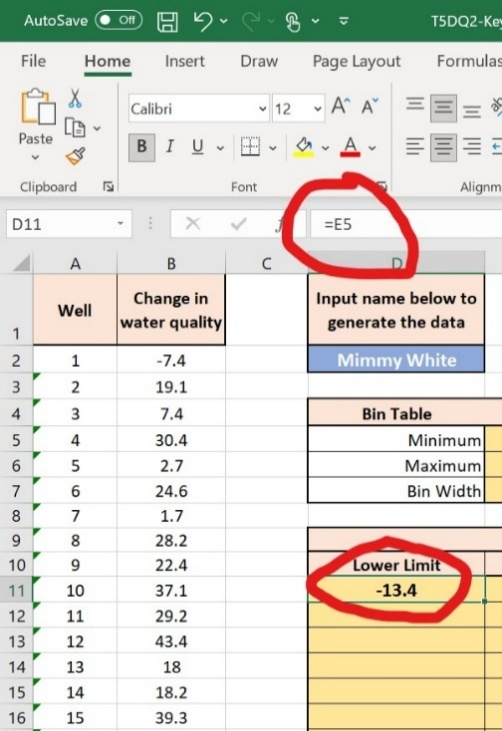 AutoSave Off T5DQ2-Key
File Home Insert Draw Page Layout Formulas
Calibri 12 A A
Paste
B I U A
Clipboard Font Alignm
D11 =E5
A B C D
1 Well Change in water quality Input name below to generate the data
2 1 -7.4 Mimmy White
3 2 19.1
4 3 7.4 Bin Table
5 4 30.4 Minimum
6 5 2.7 Maximum
7 6 24.6 Bin Width
8 7 1.7
9 8 28.2
10 9 22.4 Lower Limit
11 10 37.1 -13.4
12 11 29.2
13 12 43.4
14 13 18
15 14 18.2
16 15 39.3